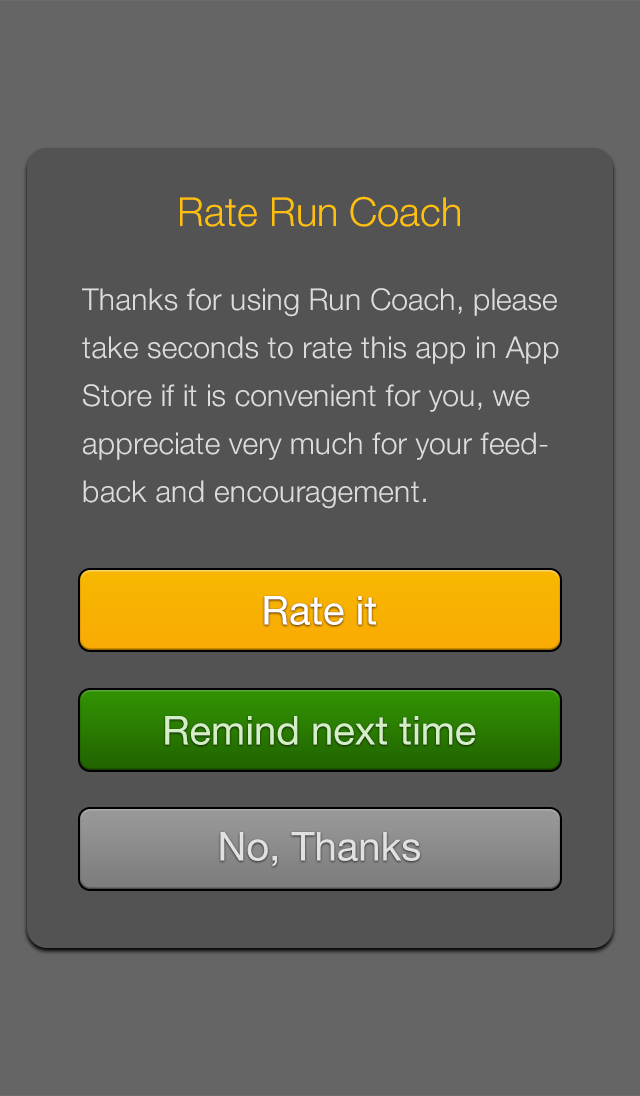 Rate Run Coach
Thanks for using Run Coach, please
take seconds to rate this app in App
Store if it is convenient for you, we
appreciate very much for your feed-
back and encouragement.
Rate it
Remind next time
No, Thanks